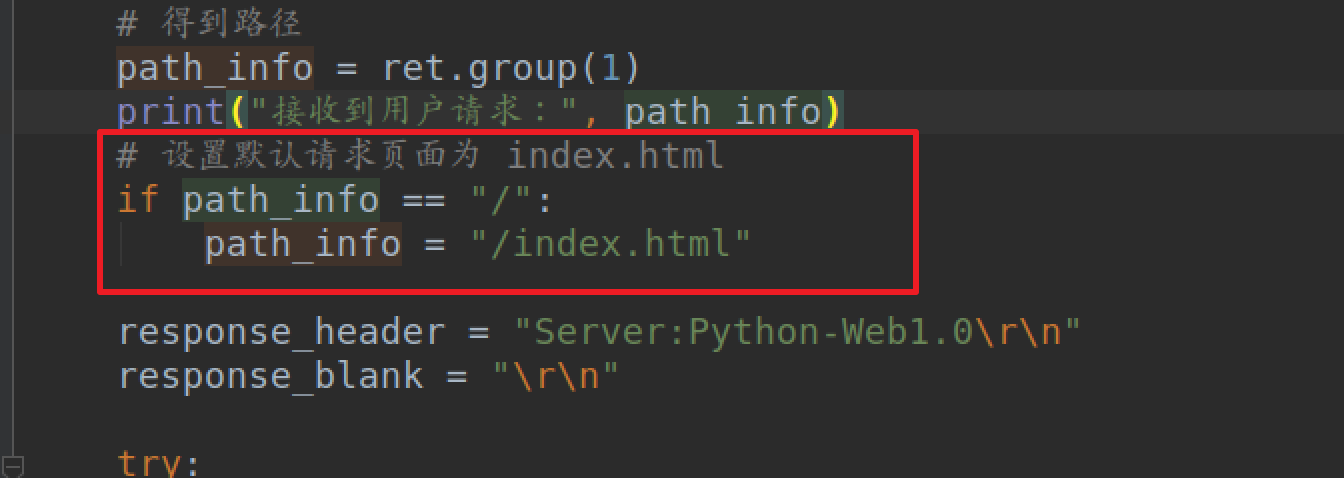 # 得到路径
path_info = ret.group(1)
print("接收到用户请求：", path_info)
# 设置默认请求页面为 index.html
if path_info == "/":
path_info = "/index.html"
response_header = "Server:Python-Web1.0\r\n"
response_blank = "\r\n"
try: